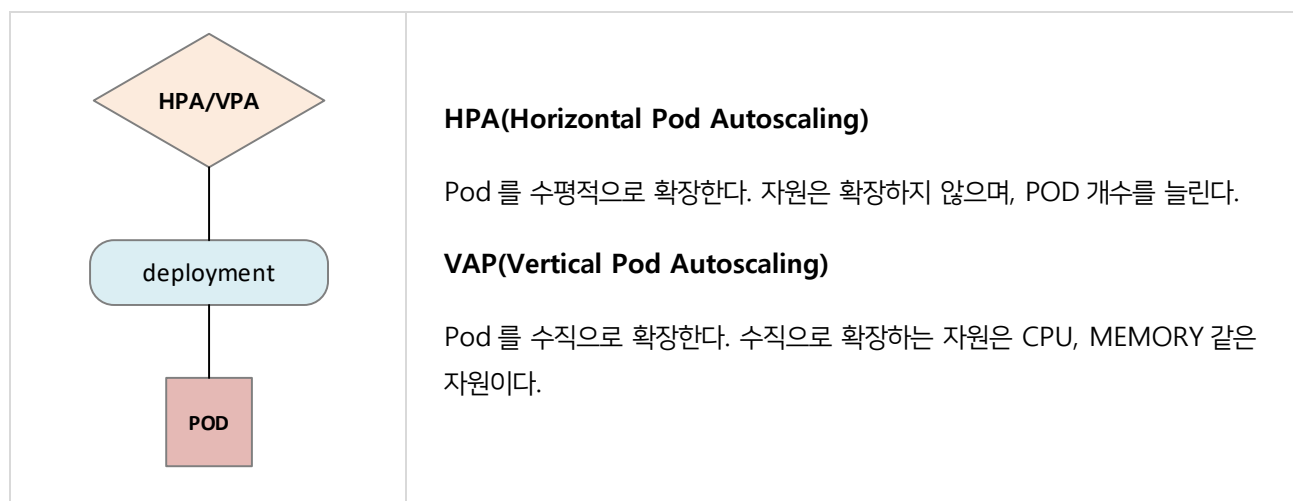 HPA/VPA
deployment
POD
HPA(Horizontal Pod Autoscaling)
Pod 를 수평적으로 확장한다. 자원은 확장하지 않으며, POD 개수를 늘린다.
VAP(Vertical Pod Autoscaling)
Pod 를 수직으로 확장한다. 수직으로 확장하는 자원은 CPU, MEMORY 같은
자원이다.